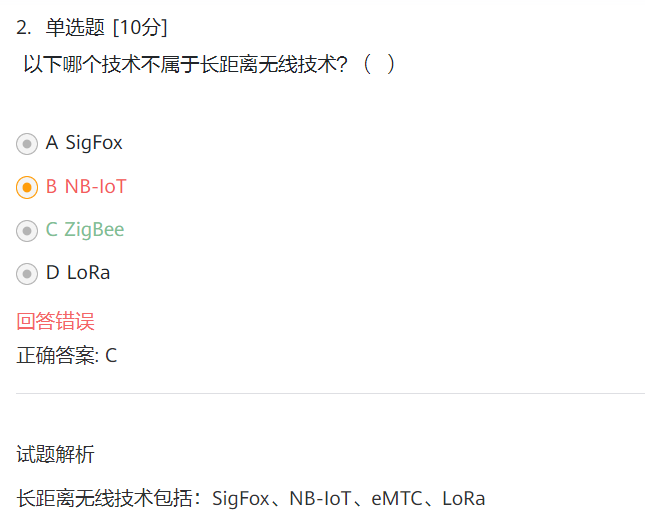 2. 单选题 [10分]
以下哪个技术不属于长距离无线技术？（ ）
A SigFox
B NB-IoT
C ZigBee
D LoRa
回答错误
正确答案: C
试题解析
长距离无线技术包括：SigFox、NB-IoT、eMTC、LoRa